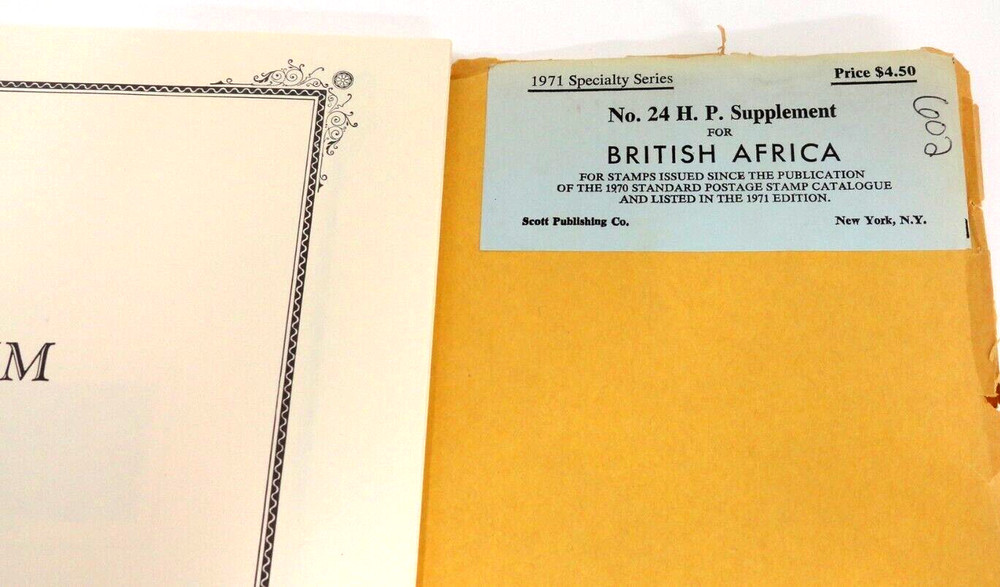 1971 Specialty Series
Price $4.50
No. 24 H. P. Supplement
FOR
BRITISH AFRICA
FOR STAMPS ISSUED SINCE THE PUBLICATION
OF THE 1970 STANDARD POSTAGE STAMP CATALOGUE
AND LISTED IN THE 1971 EDITION.
Scott Publishing Co.
New York, N.Y.